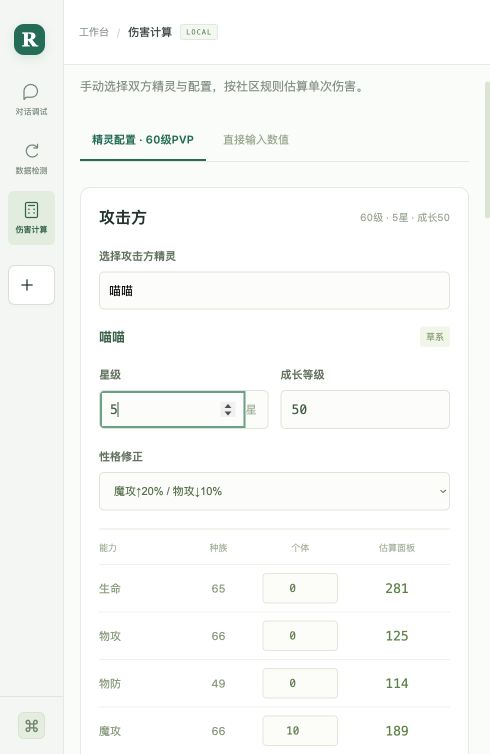 R
工作台 / 伤害计算 LOCAL
对话调试
数据检测
伤害计算
+
⌘
手动选择双方精灵与配置，按社区规则估算单次伤害。
精灵配置 · 60级PVP 直接输入数值
攻击方 60级 · 5星 · 成长50
选择攻击方精灵
喵喵
喵喵 草系
星级 成长等级
5 星 50
性格修正
魔攻↑20% / 物攻↓10%
能力 种族 个体 估算面板
生命 65 0 281
物攻 66 0 125
物防 49 0 114
魔攻 66 10 189